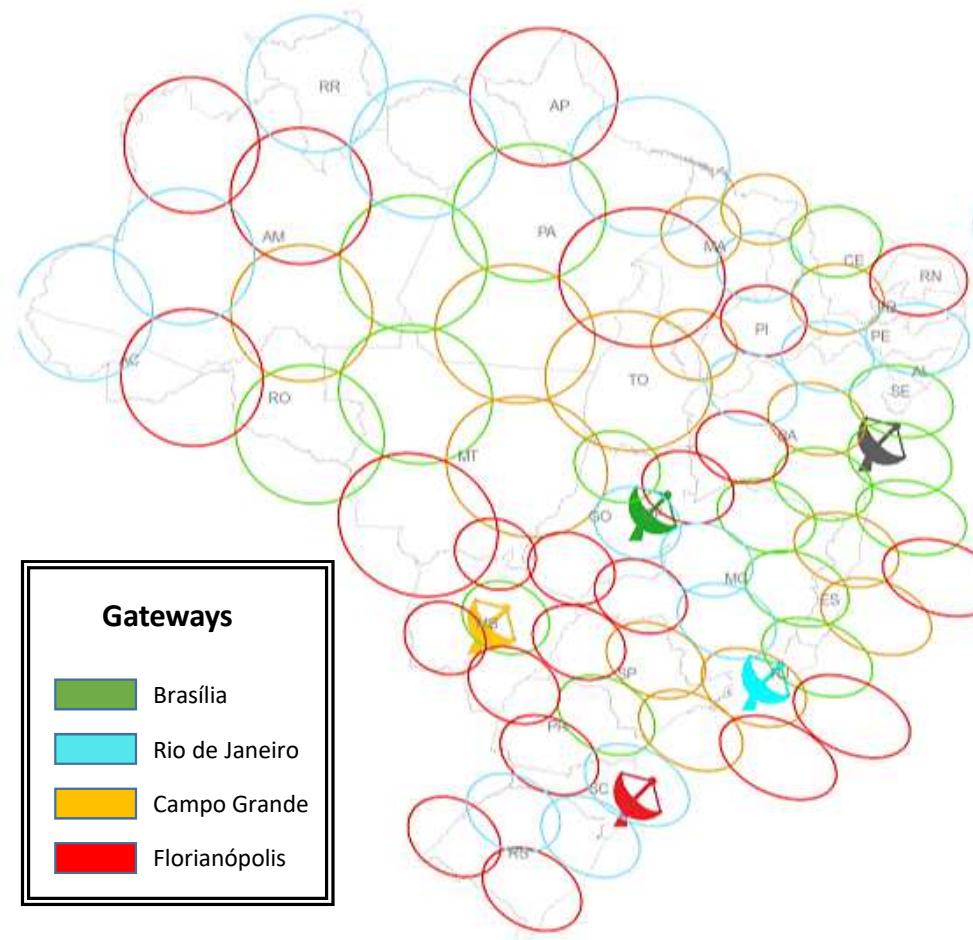 RR
AP
AM
PA
MA
CE
RN
PI
PE
AC
AL
TO
SE
RO
BA
MT
GO
MG
ES
MS
SP
RJ
PR
SC
RS
Gateways
Brasília
Rio de Janeiro
Campo Grande
Florianópolis